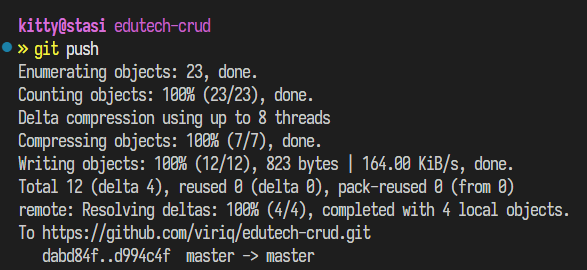 kitty@stasi edutech-crud
» git push
Enumerating objects: 23, done.
Counting objects: 100% (23/23), done.
Delta compression using up to 8 threads
Compressing objects: 100% (7/7), done.
Writing objects: 100% (12/12), 823 bytes | 164.00 KiB/s, done.
Total 12 (delta 4), reused 0 (delta 0), pack-reused 0 (from 0)
remote: Resolving deltas: 100% (4/4), completed with 4 local objects.
To https://github.com/viriq/edutech-crud.git
   dabd84f..d994c4f  master -> master